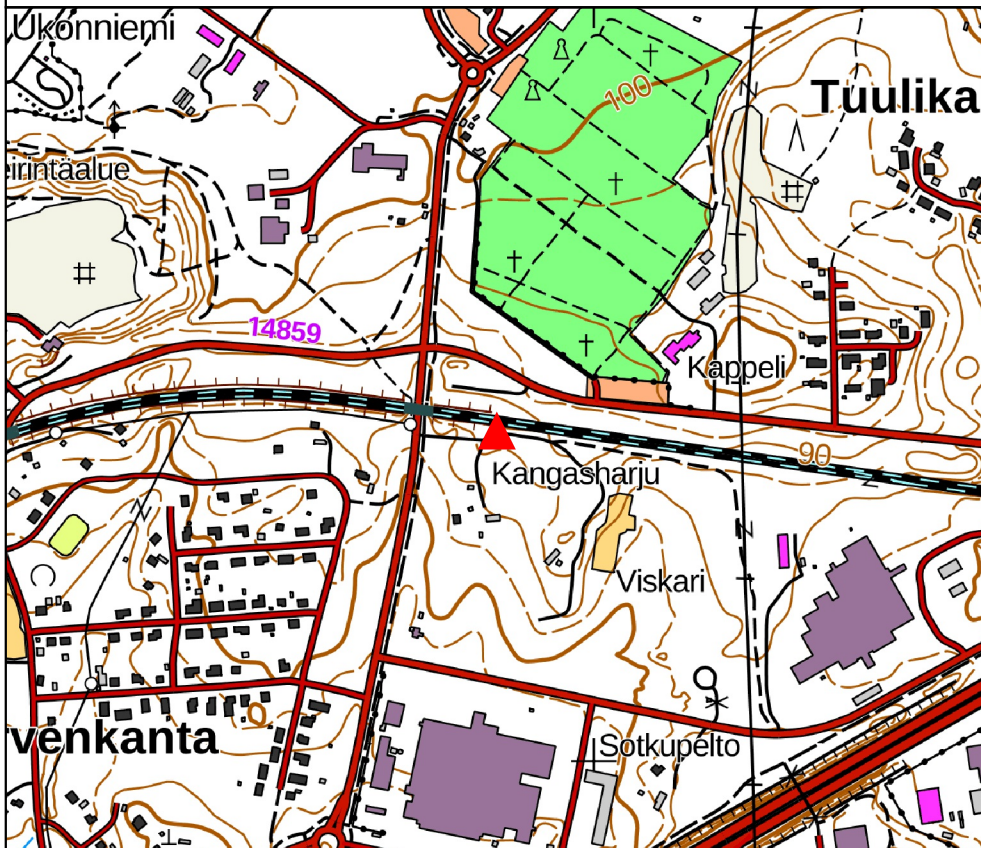 Ukonniemi
100
Tuulika
eirintäalue
14859
Kappeli
90
Kangasharju
Viskari
venkanta
Sotkupelto